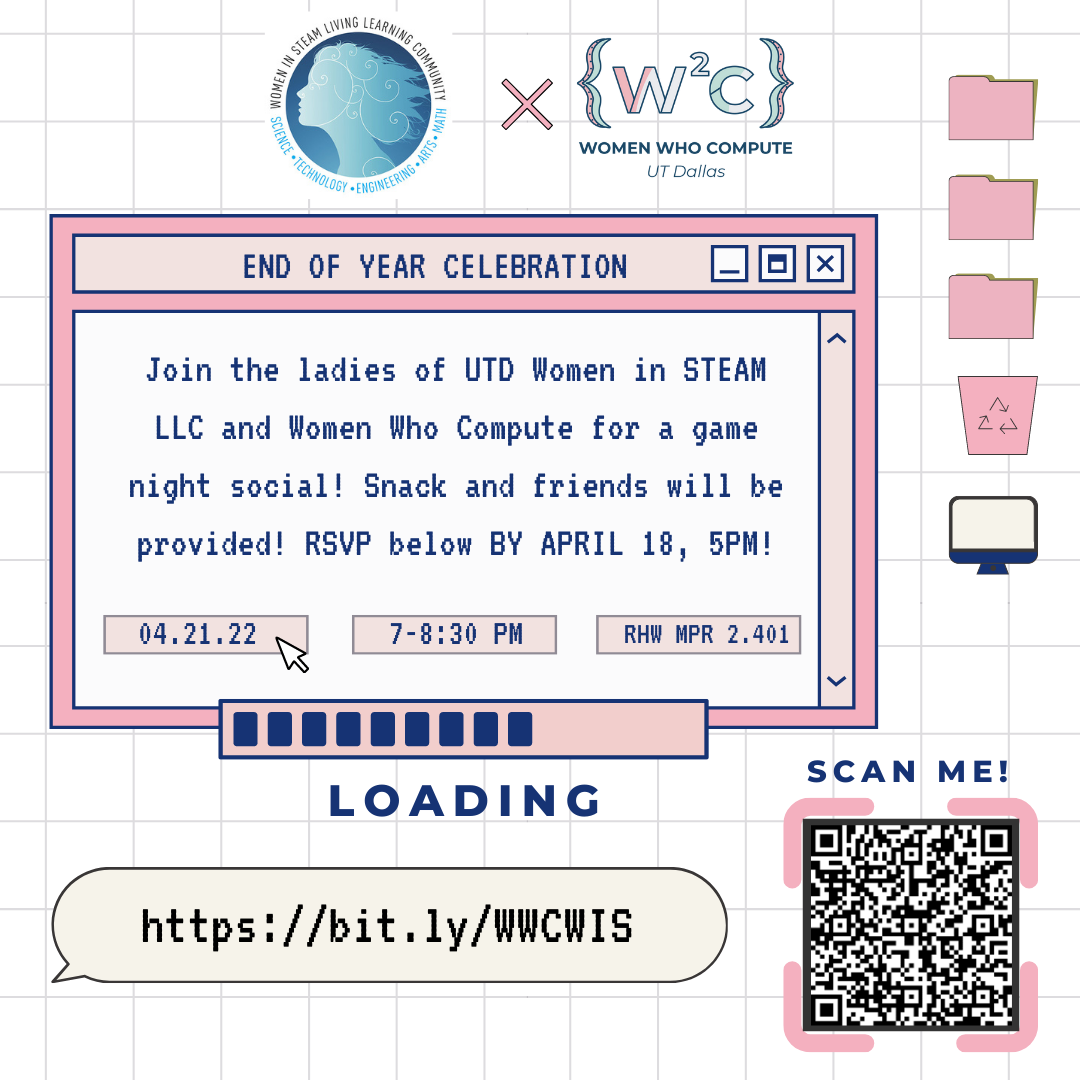 WOMEN IN STEAM LIVING LEARNING COMMUNITY
SCIENCE • TECHNOLOGY • ENGINEERING • ARTS • MATH
{W²C}
WOMEN WHO COMPUTE
UT Dallas
END OF YEAR CELEBRATION
Join the ladies of UTD Women in STEAM
LLC and Women Who Compute for a game
night social! Snack and friends will be
provided! RSVP below BY APRIL 18, 5PM!
04.21.22
7-8:30 PM
RHW MPR 2.401
LOADING
SCAN ME!
https://bit.ly/WWCWIS